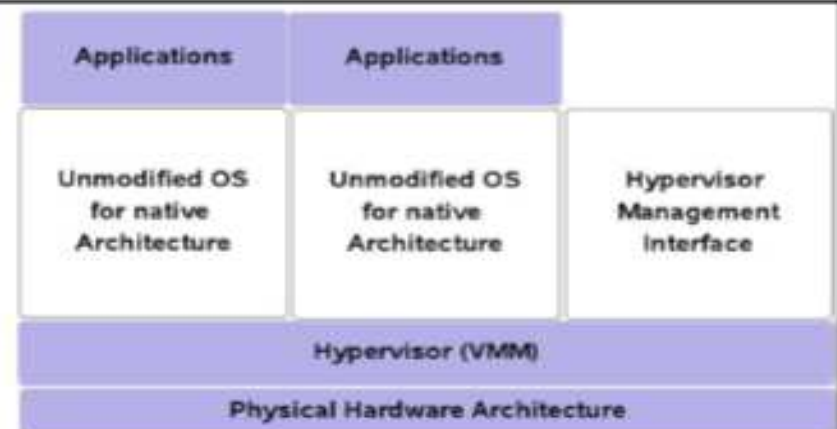 Applications
Applications
Unmodified OS
for native
Architecture
Unmodified OS
for native
Architecture
Hypervisor
Management
Interface
Hypervisor (VMM)
Physical Hardware Architecture